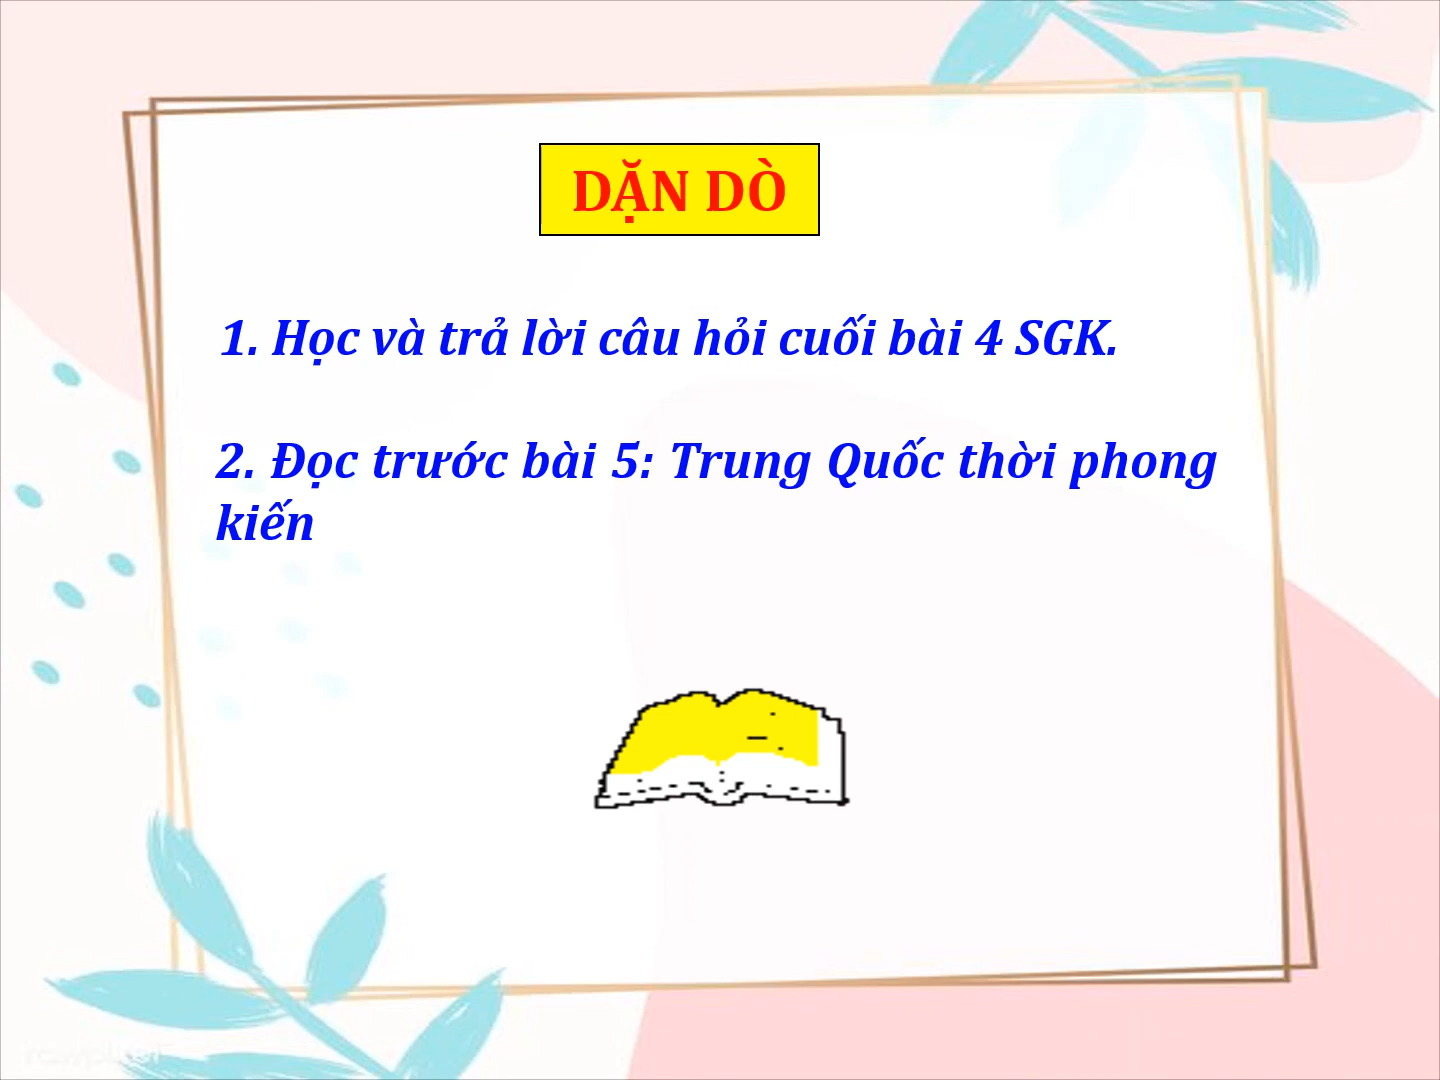 DẶN DÒ
1. Học và trả lời câu hỏi cuối bài 4 SGK.
2. Đọc trước bài 5: Trung Quốc thời phong
kiến
rawpixel